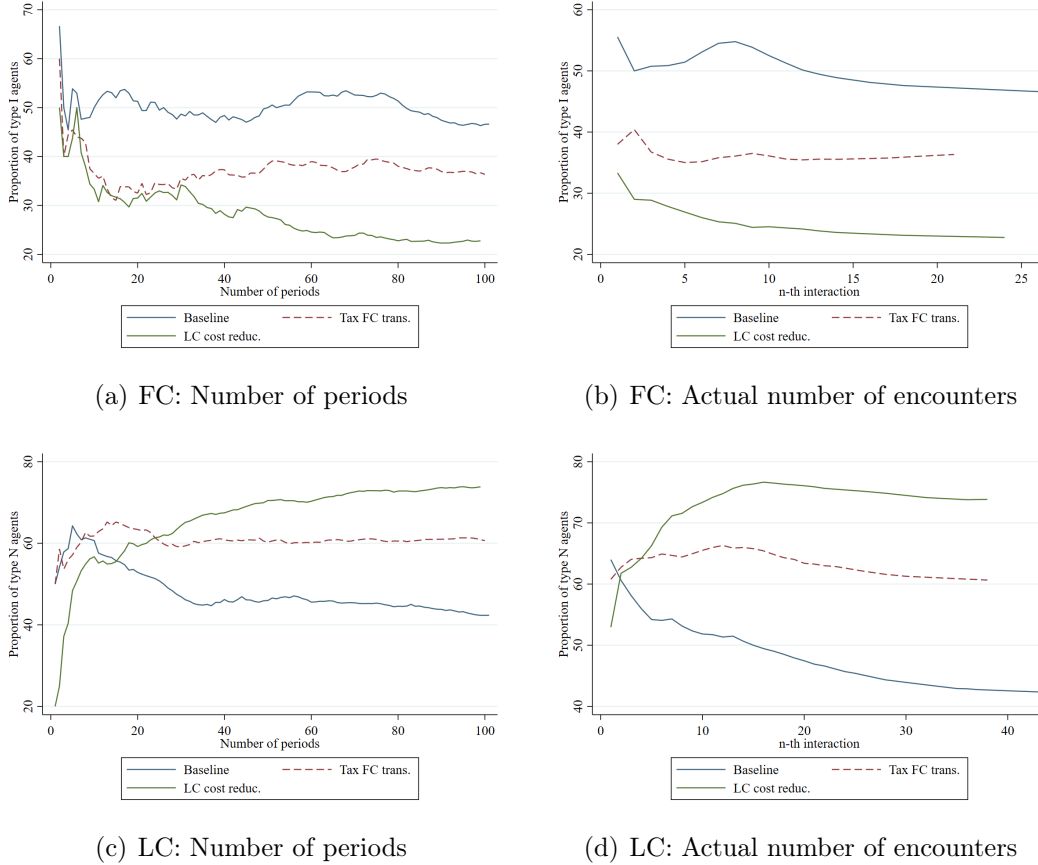 Proportion of type I agents
70
60
50
40
30
20
0 20 40 60 80 100
Number of periods
Baseline Tax FC trans.
LC cost reduc.
(a) FC: Number of periods
Proportion of type I agents
60
50
40
30
20
0 5 10 15 20 25
n-th interaction
Baseline Tax FC trans.
LC cost reduc.
(b) FC: Actual number of encounters
Proportion of type N agents
80
60
40
20
0 20 40 60 80 100
Number of periods
Baseline Tax FC trans.
LC cost reduc.
(c) LC: Number of periods
Proportion of type N agents
80
70
60
50
40
0 10 20 30 40
n-th interaction
Baseline Tax FC trans.
LC cost reduc.
(d) LC: Actual number of encounters